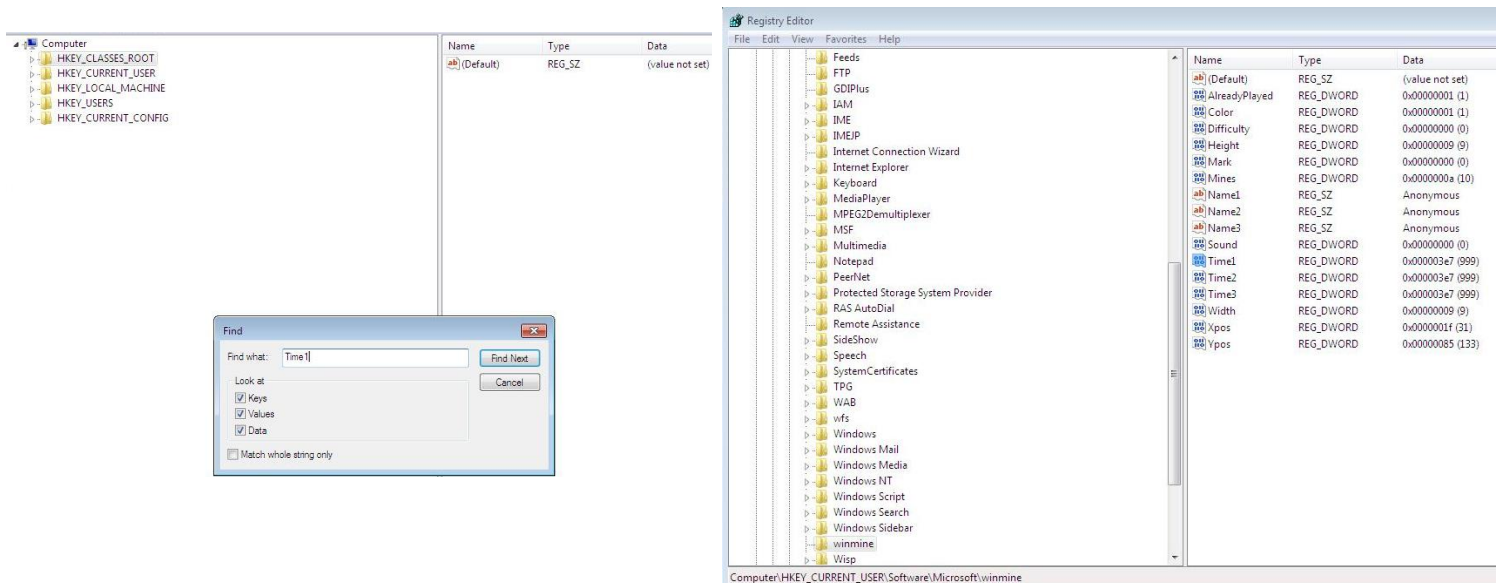 Computer
HKEY_CLASSES_ROOT
HKEY_CURRENT_USER
HKEY_LOCAL_MACHINE
HKEY_USERS
HKEY_CURRENT_CONFIG
Name Type Data
(Default) REG_SZ (value not set)
Find
Find what: Time1 Find Next
Look at Cancel
Keys
Values
Data
Match whole string only
Registry Editor
File Edit View Favorites Help
Feeds
FTP
GDIPlus
IAM
IME
IMEJP
Internet Connection Wizard
Internet Explorer
Keyboard
MediaPlayer
MPEG2Demultiplexer
MSF
Multimedia
Notepad
PeerNet
Protected Storage System Provider
RAS AutoDial
Remote Assistance
SideShow
Speech
SystemCertificates
TPG
WAB
wfs
Windows
Windows Mail
Windows Media
Windows NT
Windows Script
Windows Search
Windows Sidebar
winmine
Wisp
Name Type Data
(Default) REG_SZ (value not set)
AlreadyPlayed REG_DWORD 0x00000001 (1)
Color REG_DWORD 0x00000001 (1)
Difficulty REG_DWORD 0x00000000 (0)
Height REG_DWORD 0x00000009 (9)
Mark REG_DWORD 0x00000000 (0)
Mines REG_DWORD 0x0000000a (10)
Name1 REG_SZ Anonymous
Name2 REG_SZ Anonymous
Name3 REG_SZ Anonymous
Sound REG_DWORD 0x00000000 (0)
Time1 REG_DWORD 0x000003e7 (999)
Time2 REG_DWORD 0x000003e7 (999)
Time3 REG_DWORD 0x000003e7 (999)
Width REG_DWORD 0x00000009 (9)
Xpos REG_DWORD 0x0000001f (31)
Ypos REG_DWORD 0x00000085 (133)
Computer\HKEY_CURRENT_USER\Software\Microsoft\winmine